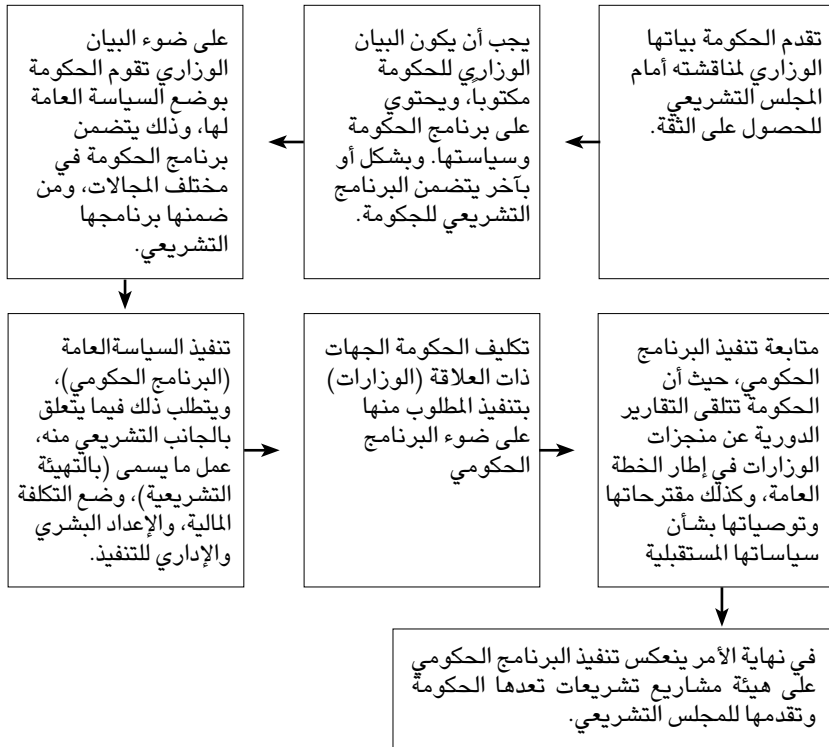 تقدم الحكومة بياتها
الوزاري لمناقشته أمام
المجلس التشريعي
للحصول على الثقة.
يجب أن يكون البيان
الوزاري للحكومة
مكتوباً، ويحتوي
على برنامج الحكومة
وسياستها. وبشكل أو
بآخر يتضمن البرنامج
التشريعي للجكومة.
على ضوء البيان
الوزاري تقوم الحكومة
بوضع السياسة العامة
لها، وذلك يتضمن
برنامج الحكومة في
مختلف المجالات، ومن
ضمنها برنامجها
التشريعي.
تنفيذ السياسةالعامة
(البرنامج الحكومي)،
ويتطلب ذلك فيما يتعلق
بالجانب التشريعي منه،
عمل ما يسمى (بالتهيئة
التشريعية)، وضع التكلفة
المالية، والإعداد البشري
والإداري للتنفيذ.
تكليف الحكومة الجهات
ذات العلاقة (الوزارات)
بتنفيذ المطلوب منها
على ضوء البرنامج
الحكومي
متابعة تنفيذ البرنامج
الحكومي، حيث أن
الحكومة تتلقى التقارير
الدورية عن منجزات
الوزارات في إطار الخطة
العامة، وكذلك مقترحاتها
وتوصياتها بشأن
سياساتها المستقبلية
في نهاية الأمر ينعكس تنفيذ البرنامج الحكومي
على هيئة مشاريع تشريعات تعدها الحكومة
وتقدمها للمجلس التشريعي.